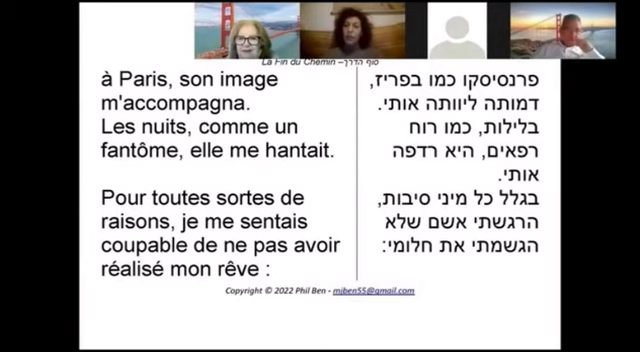 La Fin du Chemin – סוף הדרך
à Paris, son image
m'accompagna.
Les nuits, comme un
fantôme, elle me hantait.
Pour toutes sortes de
raisons, je me sentais
coupable de ne pas avoir
réalisé mon rêve :
פרנסיסקו כמו בפריז,
דמותה ליוותה אותי.
בלילות, כמו רוח
רפאים, היא רדפה
אותי.
בגלל כל מיני סיבות,
הרגשתי אשם שלא
הגשמתי את חלומי:
Copyright © 2022 Phil Ben - mjben55@gmail.com